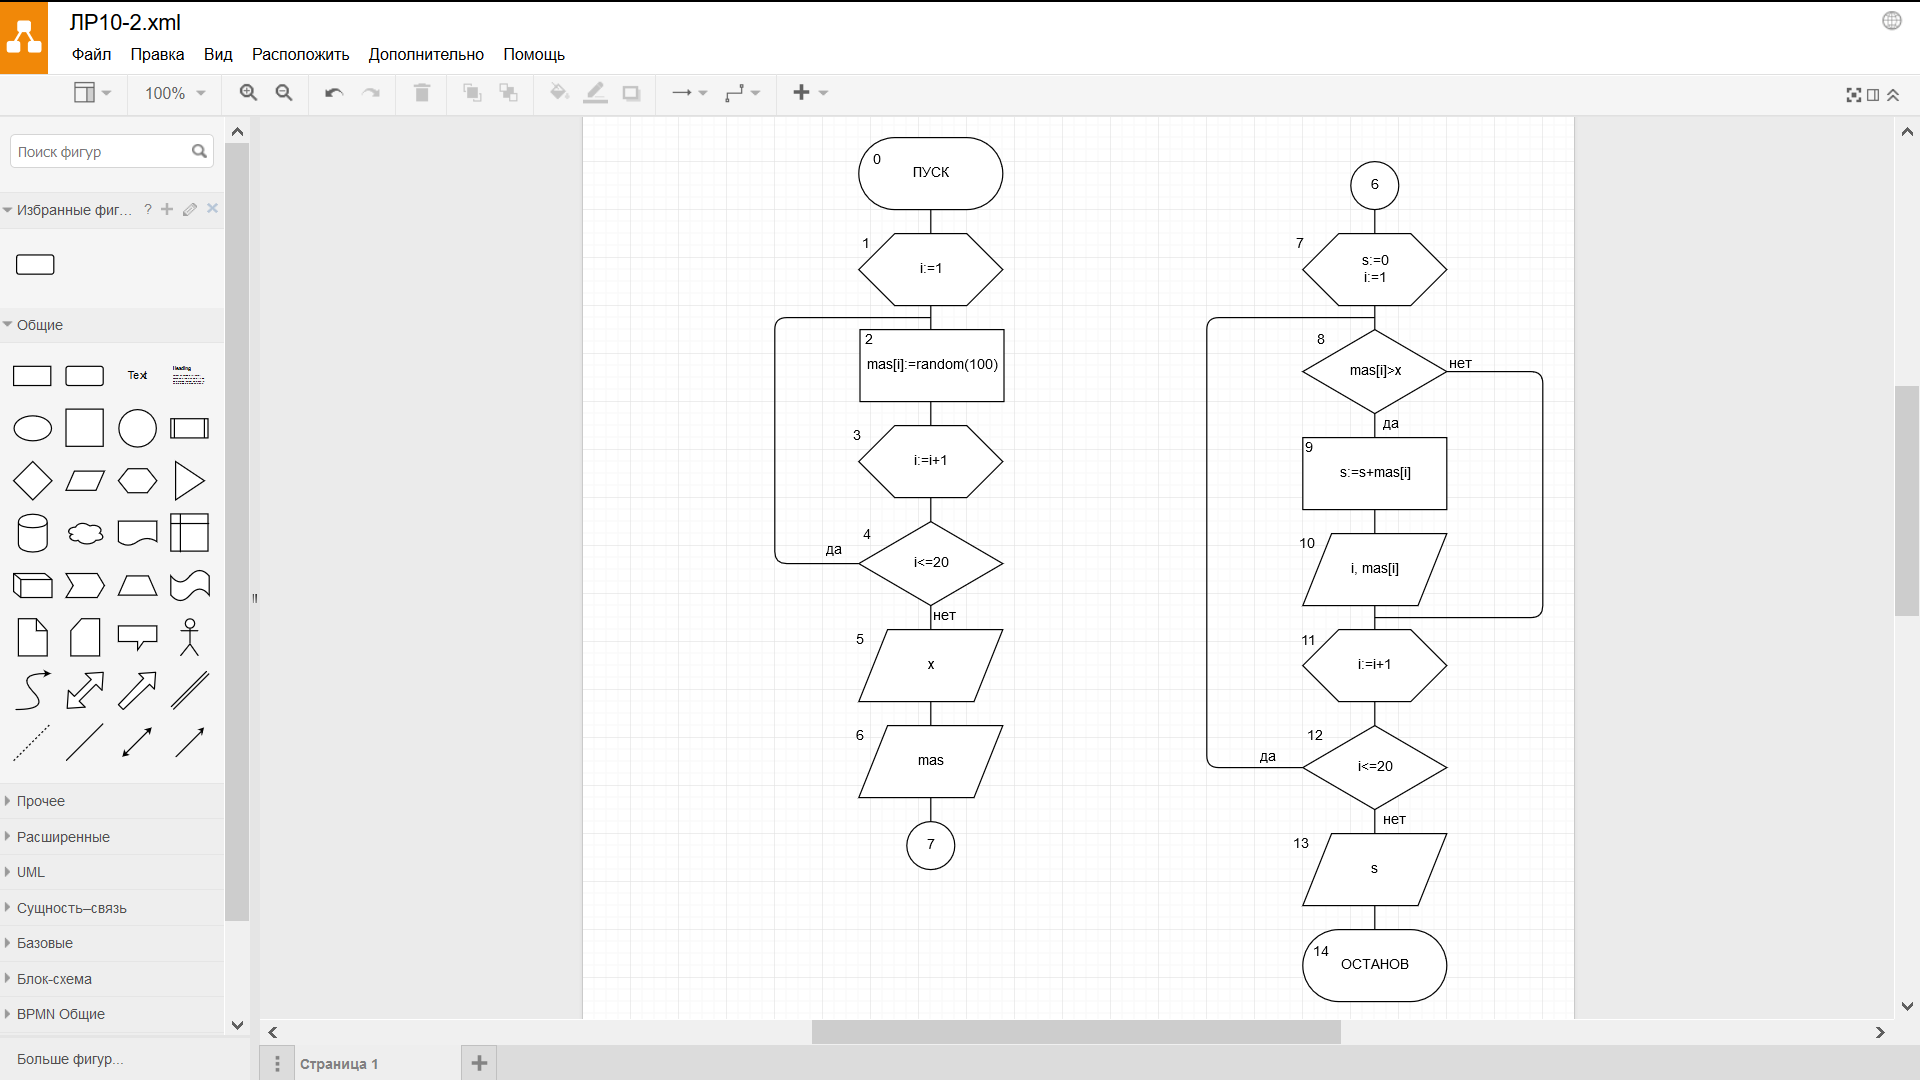 ЛР10-2.xml
Файл Правка Вид Расположить Дополнительно Помощь
100%
Поиск фигур
Избранные фиг... ?
Общие
Text
Heading
Прочее
Расширенные
UML
Сущность–связь
Базовые
Блок-схема
BPMN Общие
Больше фигур...
0
ПУСК
1
i:=1
2
mas[i]:=random(100)
3
i:=i+1
4
i<=20
да
нет
5
x
6
mas
7
6
7
s:=0
i:=1
8
mas[i]>x
нет
да
9
s:=s+mas[i]
10
i, mas[i]
11
i:=i+1
12
i<=20
да
нет
13
s
14
ОСТАНОВ
Страница 1